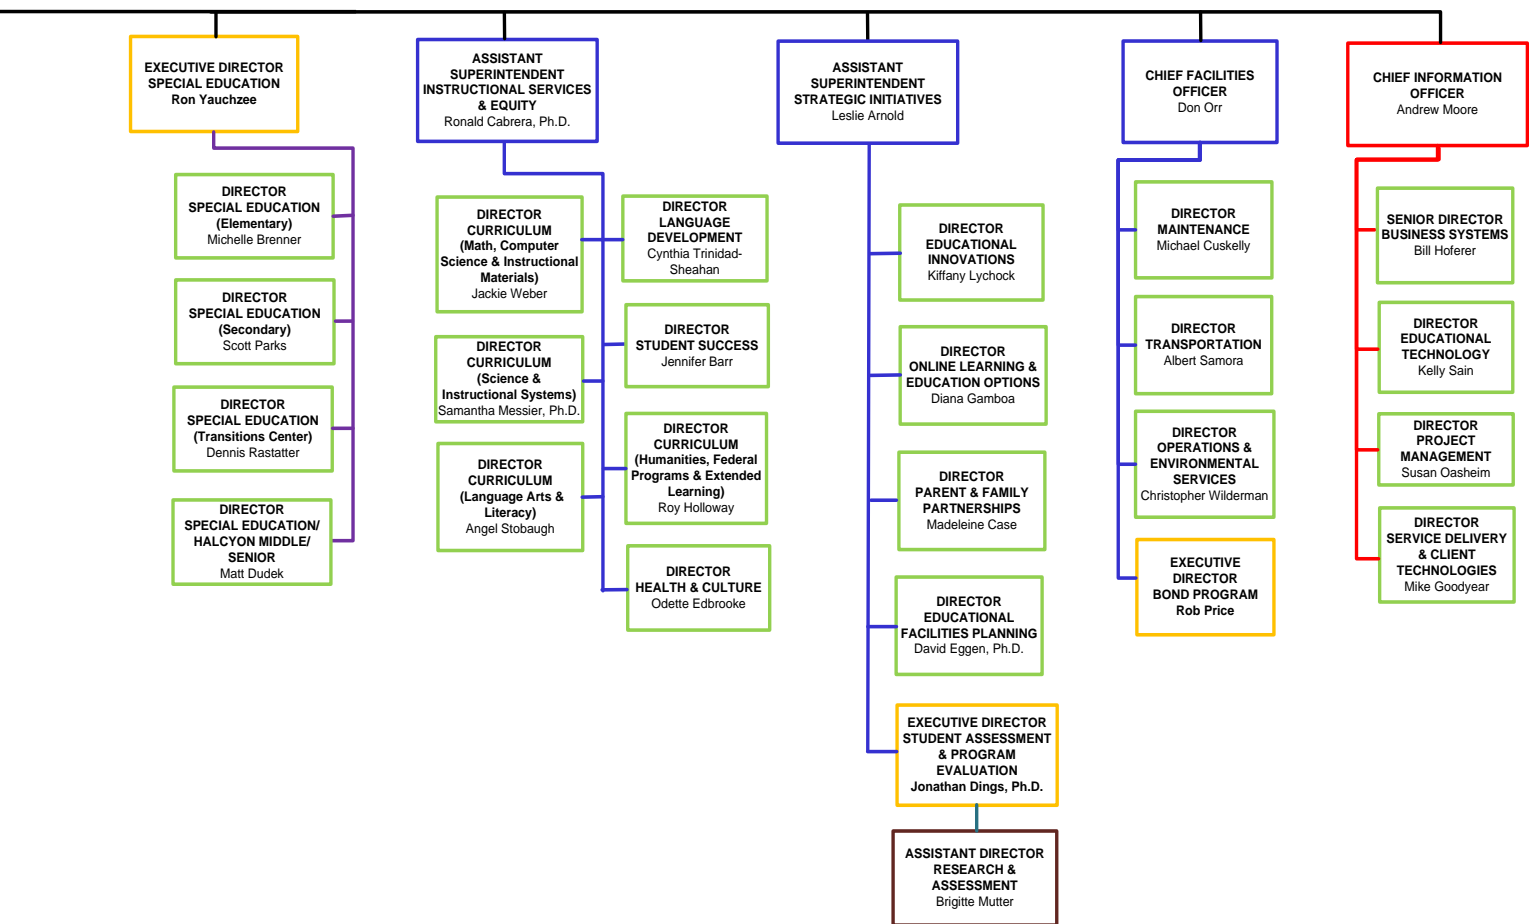 EXECUTIVE DIRECTOR
SPECIAL EDUCATION
Ron Yauchzee
DIRECTOR
SPECIAL EDUCATION
(Elementary)
Michelle Brenner
DIRECTOR
SPECIAL EDUCATION
(Secondary)
Scott Parks
DIRECTOR
SPECIAL EDUCATION
(Transitions Center)
Dennis Rastatter
DIRECTOR
SPECIAL EDUCATION/
HALCYON MIDDLE/
SENIOR
Matt Dudek
ASSISTANT
SUPERINTENDENT
INSTRUCTIONAL SERVICES
& EQUITY
Ronald Cabrera, Ph.D.
DIRECTOR
CURRICULUM
(Math, Computer
Science & Instructional
Materials)
Jackie Weber
DIRECTOR
CURRICULUM
(Science &
Instructional Systems)
Samantha Messier, Ph.D.
DIRECTOR
CURRICULUM
(Language Arts &
Literacy)
Angel Stobaugh
DIRECTOR
LANGUAGE
DEVELOPMENT
Cynthia Trinidad-
Sheahan
DIRECTOR
STUDENT SUCCESS
Jennifer Barr
DIRECTOR
CURRICULUM
(Humanities, Federal
Programs & Extended
Learning)
Roy Holloway
DIRECTOR
HEALTH & CULTURE
Odette Edbrooke
ASSISTANT
SUPERINTENDENT
STRATEGIC INITIATIVES
Leslie Arnold
DIRECTOR
EDUCATIONAL
INNOVATIONS
Kiffany Lychock
DIRECTOR
ONLINE LEARNING &
EDUCATION OPTIONS
Diana Gamboa
DIRECTOR
PARENT & FAMILY
PARTNERSHIPS
Madeleine Case
DIRECTOR
EDUCATIONAL
FACILITIES PLANNING
David Eggen, Ph.D.
EXECUTIVE DIRECTOR
STUDENT ASSESSMENT
& PROGRAM
EVALUATION
Jonathan Dings, Ph.D.
ASSISTANT DIRECTOR
RESEARCH &
ASSESSMENT
Brigitte Mutter
CHIEF FACILITIES
OFFICER
Don Orr
DIRECTOR
MAINTENANCE
Michael Cuskelly
DIRECTOR
TRANSPORTATION
Albert Samora
DIRECTOR
OPERATIONS &
ENVIRONMENTAL
SERVICES
Christopher Wilderman
EXECUTIVE
DIRECTOR
BOND PROGRAM
Rob Price
CHIEF INFORMATION
OFFICER
Andrew Moore
SENIOR DIRECTOR
BUSINESS SYSTEMS
Bill Hoferer
DIRECTOR
EDUCATIONAL
TECHNOLOGY
Kelly Sain
DIRECTOR
PROJECT
MANAGEMENT
Susan Oasheim
DIRECTOR
SERVICE DELIVERY
& CLIENT
TECHNOLOGIES
Mike Goodyear